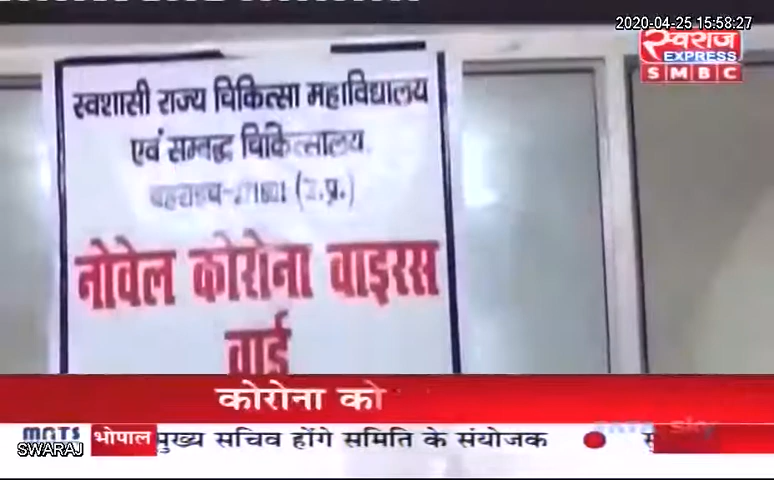 2020-04-25 15:58:27
स्वराज
EXPRESS
SMBC
स्वशासी राज्य चिकित्सा महाविद्यालय
एवं सम्बद्ध चिकित्सालय
नोवेल कोरोना वाइरस
वार्ड
कोरोना को
भोपाल मुख्य सचिव होंगे समिति के संयोजक
SWARAJ